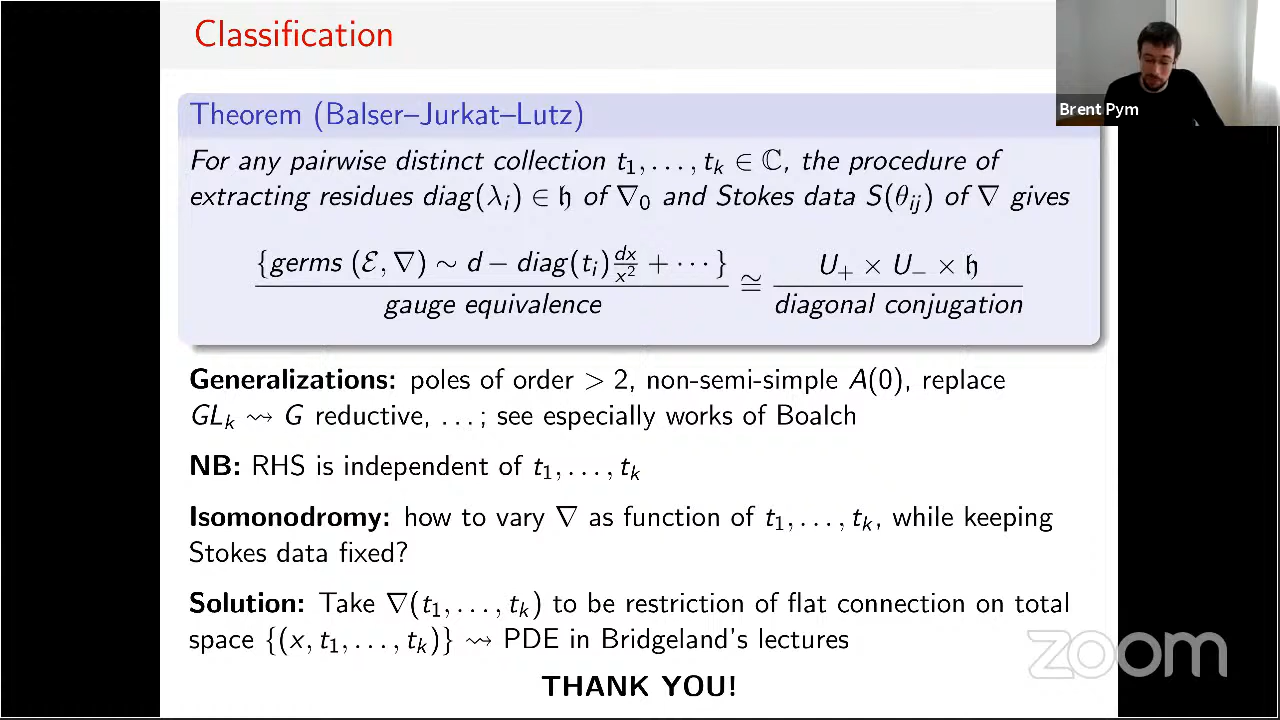 Classification
Brent Pym
Theorem (Balser–Jurkat–Lutz)
For any pairwise distinct collection t₁, . . . , tₖ ∈ ℂ, the procedure of
extracting residues diag(λᵢ) ∈ 𝔥 of ∇₀ and Stokes data S(θᵢⱼ) of ∇ gives
{germs (ℰ, ∇) ∼ d − diag(tᵢ) dx/x² + · · · } / gauge equivalence ≅ U₊ × U₋ × 𝔥 / diagonal conjugation
Generalizations: poles of order > 2, non-semi-simple A(0), replace
GLₖ ⇝ G reductive, . . . ; see especially works of Boalch
NB: RHS is independent of t₁, . . . , tₖ
Isomonodromy: how to vary ∇ as function of t₁, . . . , tₖ, while keeping
Stokes data fixed?
Solution: Take ∇(t₁, . . . , tₖ) to be restriction of flat connection on total
space {(x, t₁, . . . , tₖ)} ⇝ PDE in Bridgeland's lectures
THANK YOU!
zoom